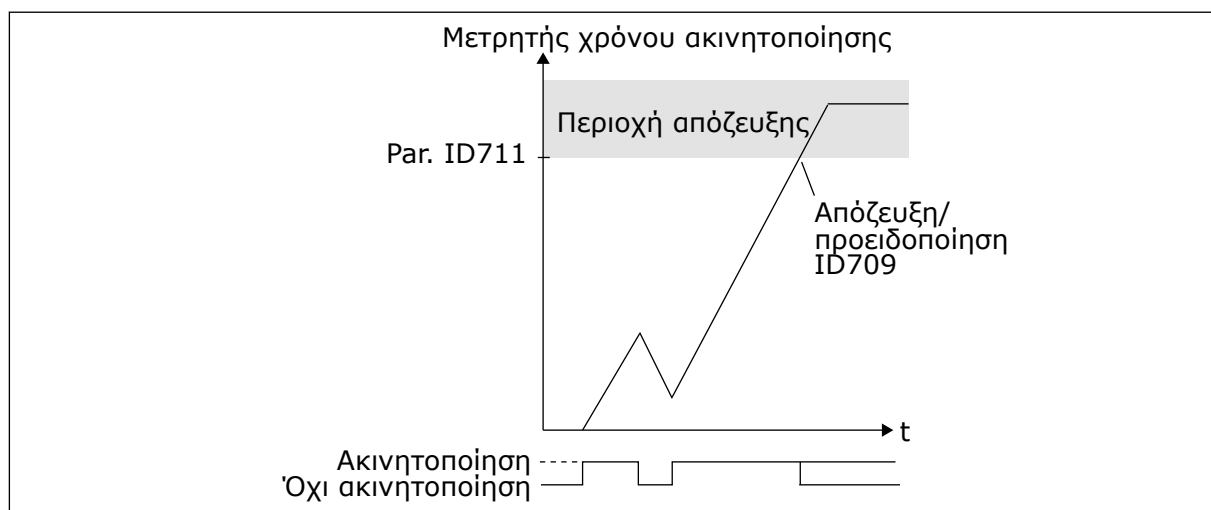 Μετρητής χρόνου ακινητοποίησης
Περιοχή απόζευξης
Par. ID711
Απόζευξη/
προειδοποίηση
ID709
t
Ακινητοποίηση
Όχι ακινητοποίηση